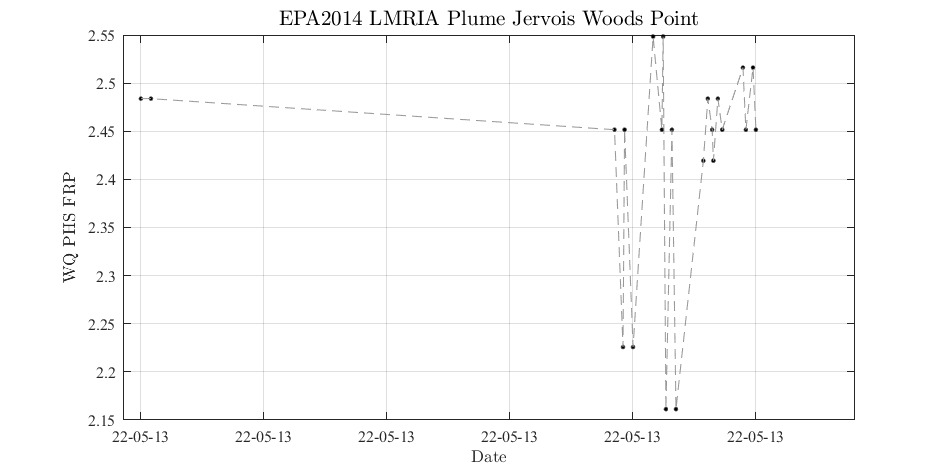 EPA2014 LMRIA Plume Jervois Woods Point
2.55
2.5
2.45
2.4
2.35
2.3
2.25
2.2
2.15
WQ PHS FRP
22-05-13 22-05-13 22-05-13 22-05-13 22-05-13 22-05-13
Date